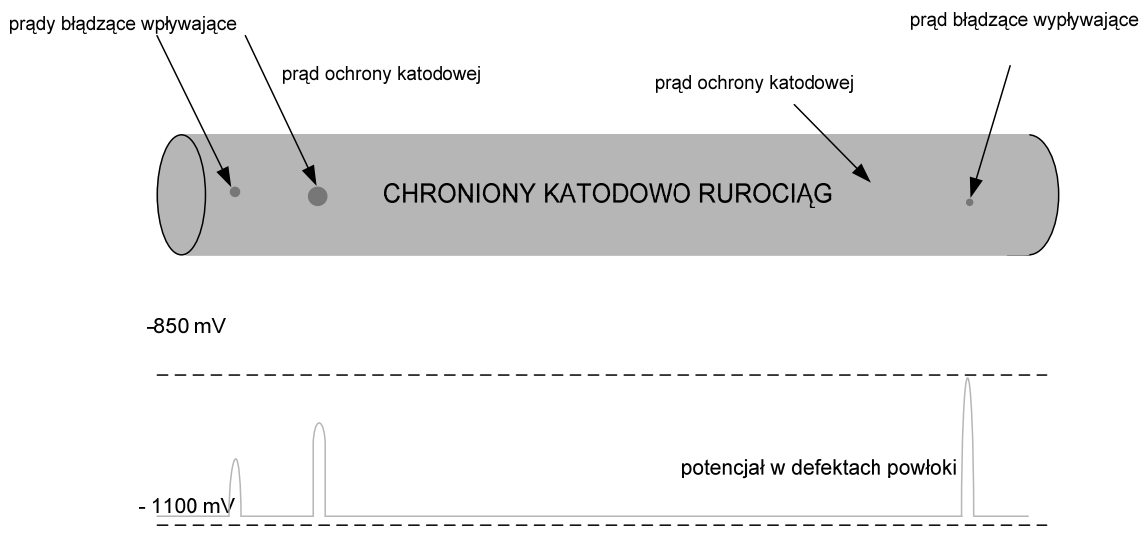 prądy błądzące wpływające
prąd błądzące wypływające
prąd ochrony katodowej
prąd ochrony katodowej
CHRONIONY KATODOWO RUROCIĄG
-850 mV
potencjał w defektach powłoki
- 1100 mV